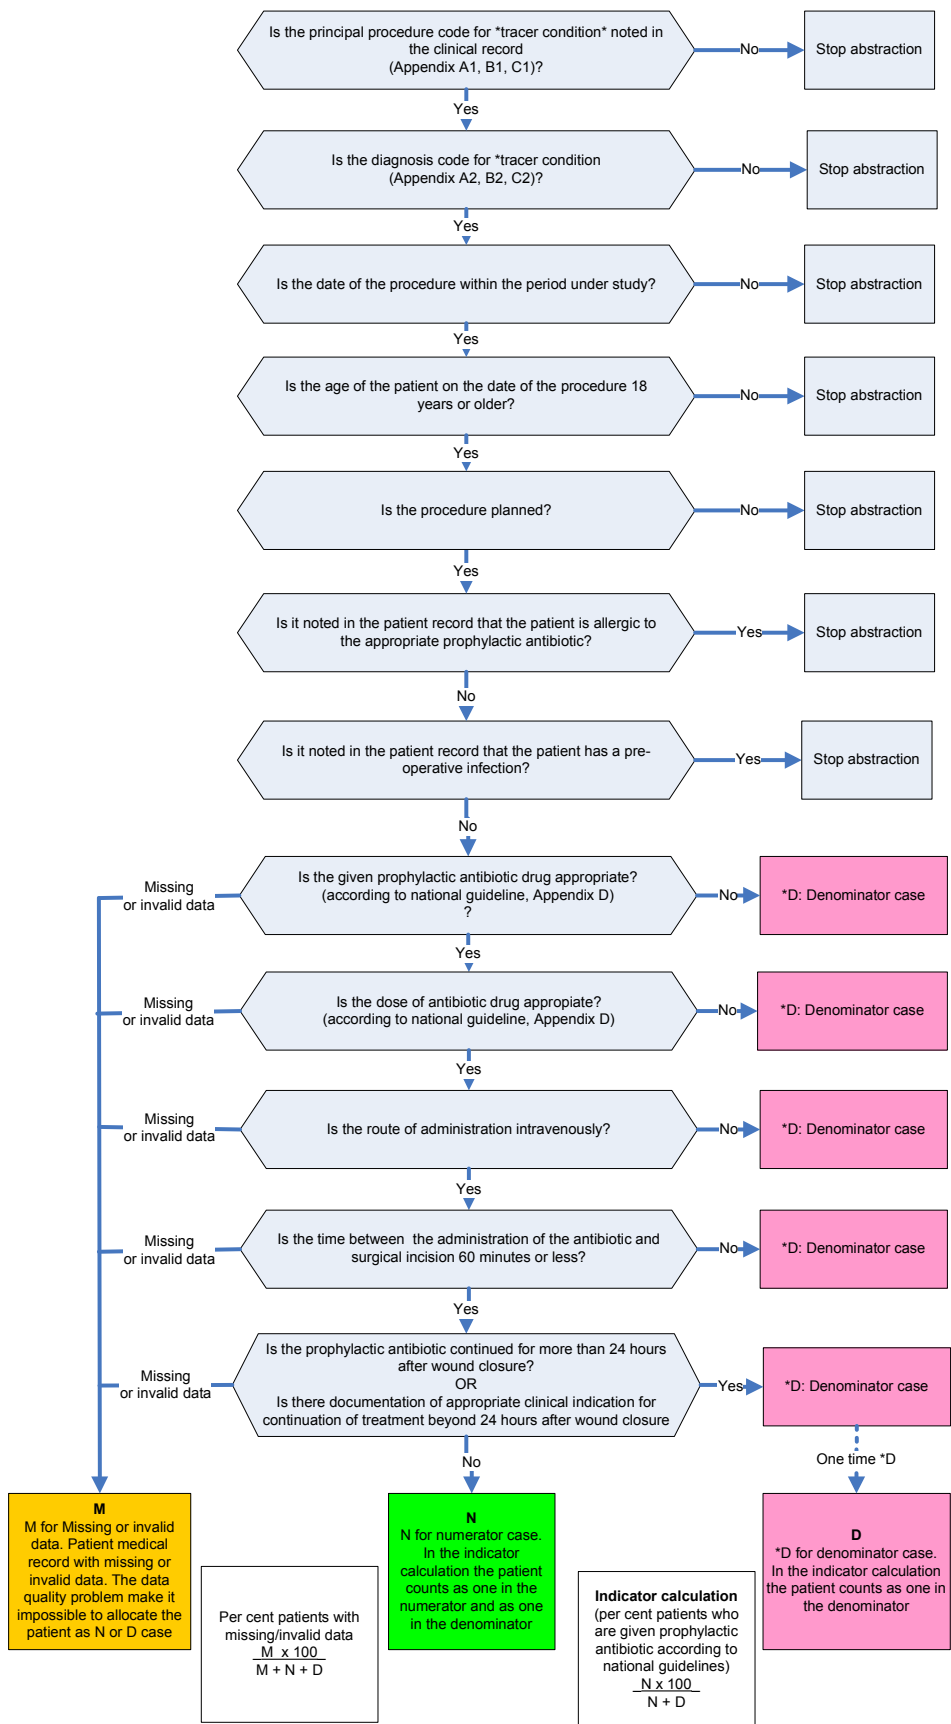 Is the principal procedure code for *tracer condition* noted in
the clinical record
(Appendix A1, B1, C1)?
No
Stop abstraction
Yes
Is the diagnosis code for *tracer condition
(Appendix A2, B2, C2)?
No
Stop abstraction
Yes
Is the date of the procedure within the period under study?
No
Stop abstraction
Yes
Is the age of the patient on the date of the procedure 18
years or older?
No
Stop abstraction
Yes
Is the procedure planned?
No
Stop abstraction
Yes
Is it noted in the patient record that the patient is allergic to
the appropriate prophylactic antibiotic?
Yes
Stop abstraction
No
Is it noted in the patient record that the patient has a pre-
operative infection?
Yes
Stop abstraction
No
Missing
or invalid data
Is the given prophylactic antibiotic drug appropriate?
(according to national guideline, Appendix D)
?
No
*D: Denominator case
Yes
Missing
or invalid data
Is the dose of antibiotic drug appropiate?
(according to national guideline, Appendix D)
No
*D: Denominator case
Yes
Missing
or invalid data
Is the route of administration intravenously?
No
*D: Denominator case
Yes
Missing
or invalid data
Is the time between the administration of the antibiotic and
surgical incision 60 minutes or less?
No
*D: Denominator case
Yes
Missing
or invalid data
Is the prophylactic antibiotic continued for more than 24 hours
after wound closure?
OR
Is there documentation of appropriate clinical indication for
continuation of treatment beyond 24 hours after wound closure
Yes
*D: Denominator case
No
One time *D
M
M for Missing or invalid
data. Patient medical
record with missing or
invalid data. The data
quality problem make it
impossible to allocate the
patient as N or D case
Per cent patients with
missing/invalid data
M x 100
M + N + D
N
N for numerator case.
In the indicator
calculation the patient
counts as one in the
numerator and as one
in the denominator
Indicator calculation
(per cent patients who
are given prophylactic
antibiotic according to
national guidelines)
N x 100
N + D
D
*D for denominator case.
In the indicator calculation
the patient counts as one in
the denominator